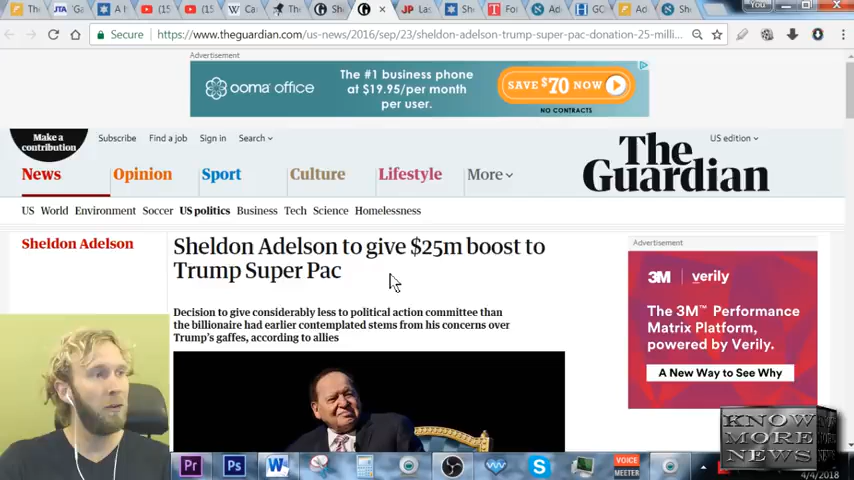 You
Secure
https://www.theguardian.com/us-news/2016/sep/23/sheldon-adelson-trump-super-pac-donation-25-milli...
Advertisement
ooma office
The #1 business phone
at $19.95/per month
per user.
SAVE $70 NOW
NO CONTRACTS
Make a
contribution
Subscribe Find a job Sign in Search
US edition
The
Guardian
News Opinion Sport Culture Lifestyle More
US World Environment Soccer US politics Business Tech Science Homelessness
Sheldon Adelson
Sheldon Adelson to give $25m boost to
Trump Super Pac
Decision to give considerably less to political action committee than
the billionaire had earlier contemplated stems from his concerns over
Trump's gaffes, according to allies
Advertisement
3M verily
The 3M™ Performance
Matrix Platform,
powered by Verily.
A New Way to See Why
KNOW
MORE
NEWS
Pr Ps W S VOICE
MEETER
4/4/2018